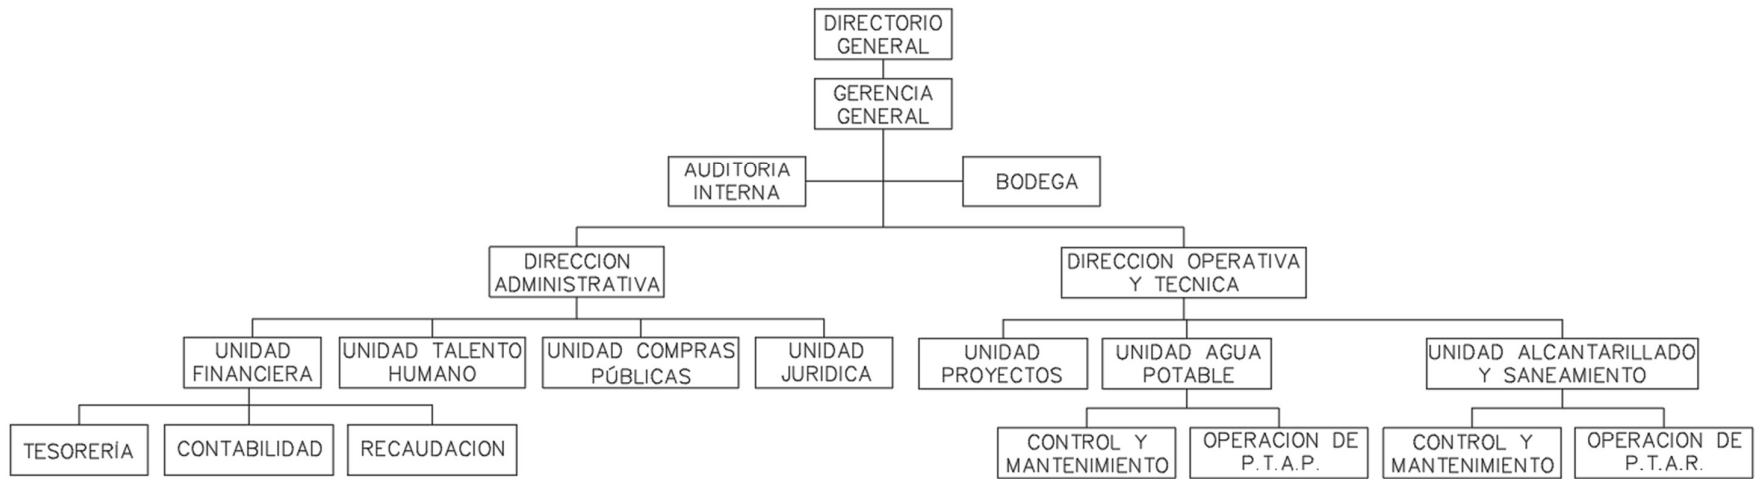 DIRECTORIO
GENERAL
GERENCIA
GENERAL
AUDITORIA
INTERNA
BODEGA
DIRECCION
ADMINISTRATIVA
DIRECCION OPERATIVA
Y TECNICA
UNIDAD
FINANCIERA
UNIDAD TALENTO
HUMANO
UNIDAD COMPRAS
PÚBLICAS
UNIDAD
JURIDICA
UNIDAD
PROYECTOS
UNIDAD AGUA
POTABLE
UNIDAD ALCANTARILLADO
Y SANEAMIENTO
TESORERÍA
CONTABILIDAD
RECAUDACION
CONTROL Y
MANTENIMIENTO
OPERACION DE
P.T.A.P.
CONTROL Y
MANTENIMIENTO
OPERACION DE
P.T.A.R.